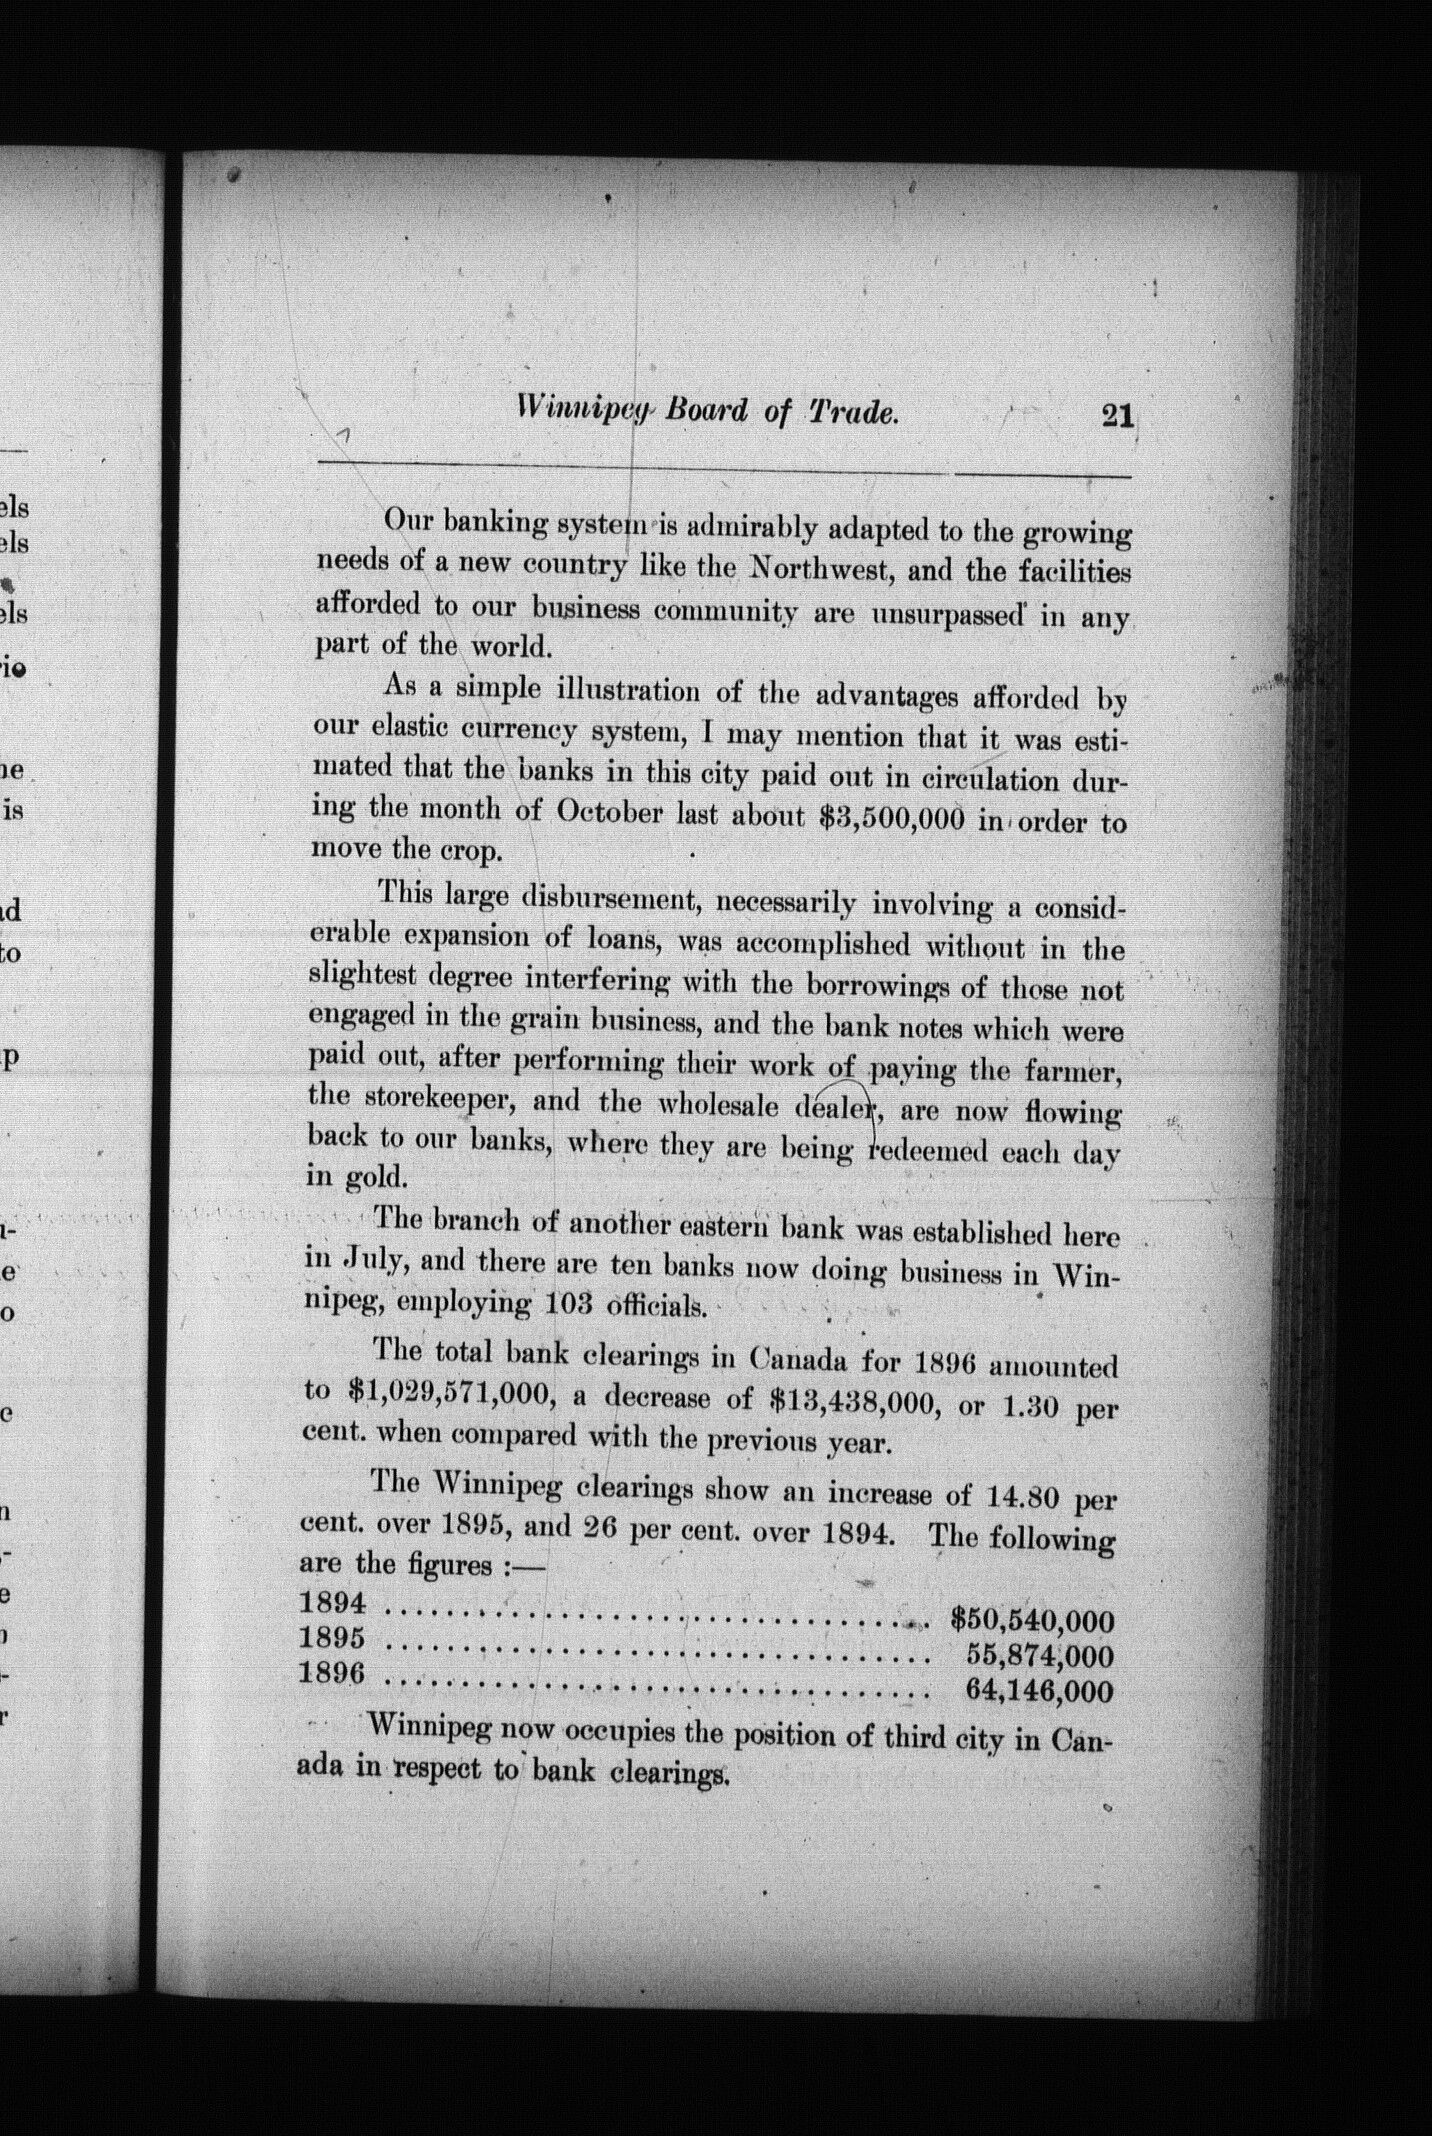 Winnipeg Board of Trade. 21
Our banking system is admirably adapted to the growing
needs of a new country like the Northwest, and the facilities
afforded to our business community are unsurpassed in any
part of the world.
As a simple illustration of the advantages afforded by
our elastic currency system, I may mention that it was esti-
mated that the banks in this city paid out in circulation dur-
ing the month of October last about $3,500,000 in order to
move the crop.
This large disbursement, necessarily involving a consid-
erable expansion of loans, was accomplished without in the
slightest degree interfering with the borrowings of those not
engaged in the grain business, and the bank notes which were
paid out, after performing their work of paying the farmer,
the storekeeper, and the wholesale dealer, are now flowing
back to our banks, where they are being redeemed each day
in gold.
The branch of another eastern bank was established here
in July, and there are ten banks now doing business in Win-
nipeg, employing 103 officials.
The total bank clearings in Canada for 1896 amounted
to $1,029,571,000, a decrease of $13,438,000, or 1.30 per
cent. when compared with the previous year.
The Winnipeg clearings show an increase of 14.80 per
cent. over 1895, and 26 per cent. over 1894. The following
are the figures :—
1894 .................................. $50,540,000
1895 .................................. 55,874,000
1896 .................................. 64,146,000
Winnipeg now occupies the position of third city in Can-
ada in respect to bank clearings.